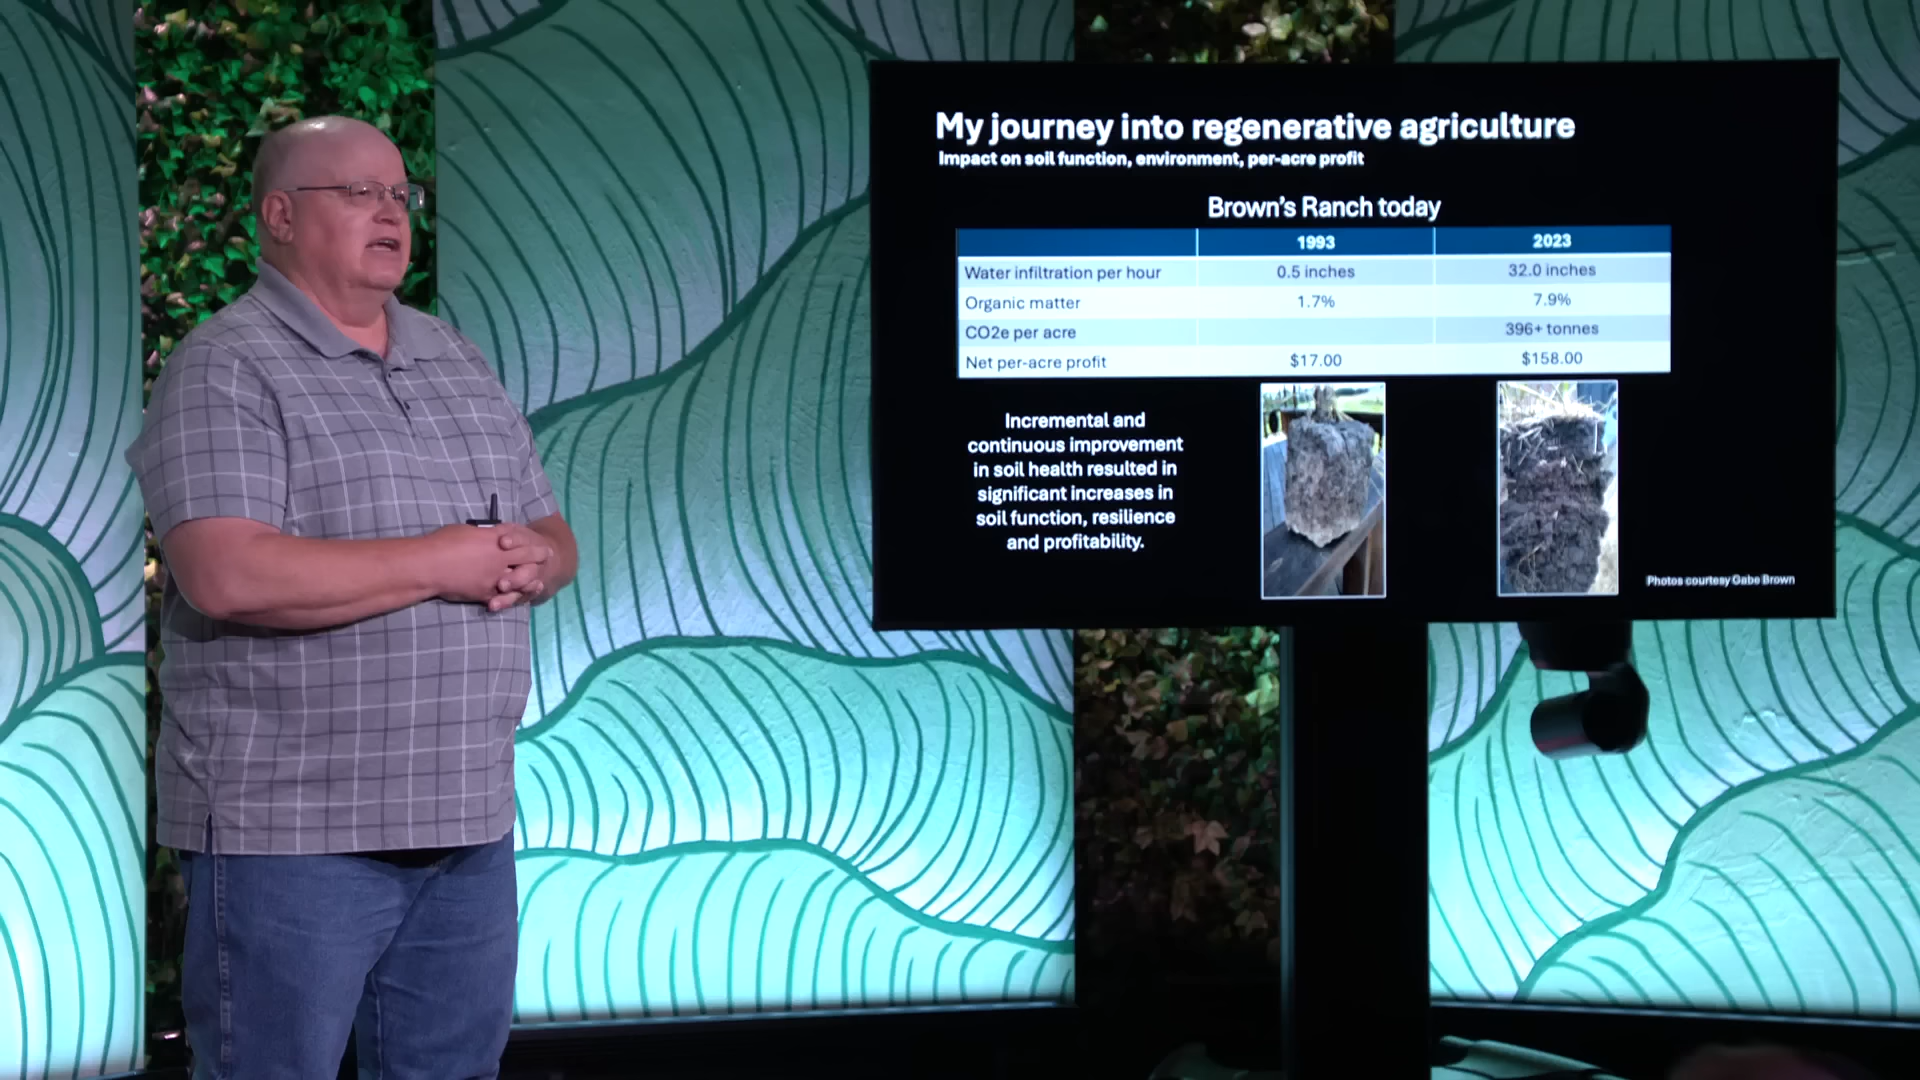 My journey into regenerative agriculture
Impact on soil function, environment, per-acre profit
Brown's Ranch today
1993 2023
Water infiltration per hour 0.5 inches 32.0 inches
Organic matter 1.7% 7.9%
CO2e per acre 396+ tonnes
Net per-acre profit $17.00 $158.00
Incremental and
continuous improvement
in soil health resulted in
significant increases in
soil function, resilience
and profitability.
Photos courtesy Gabe Brown